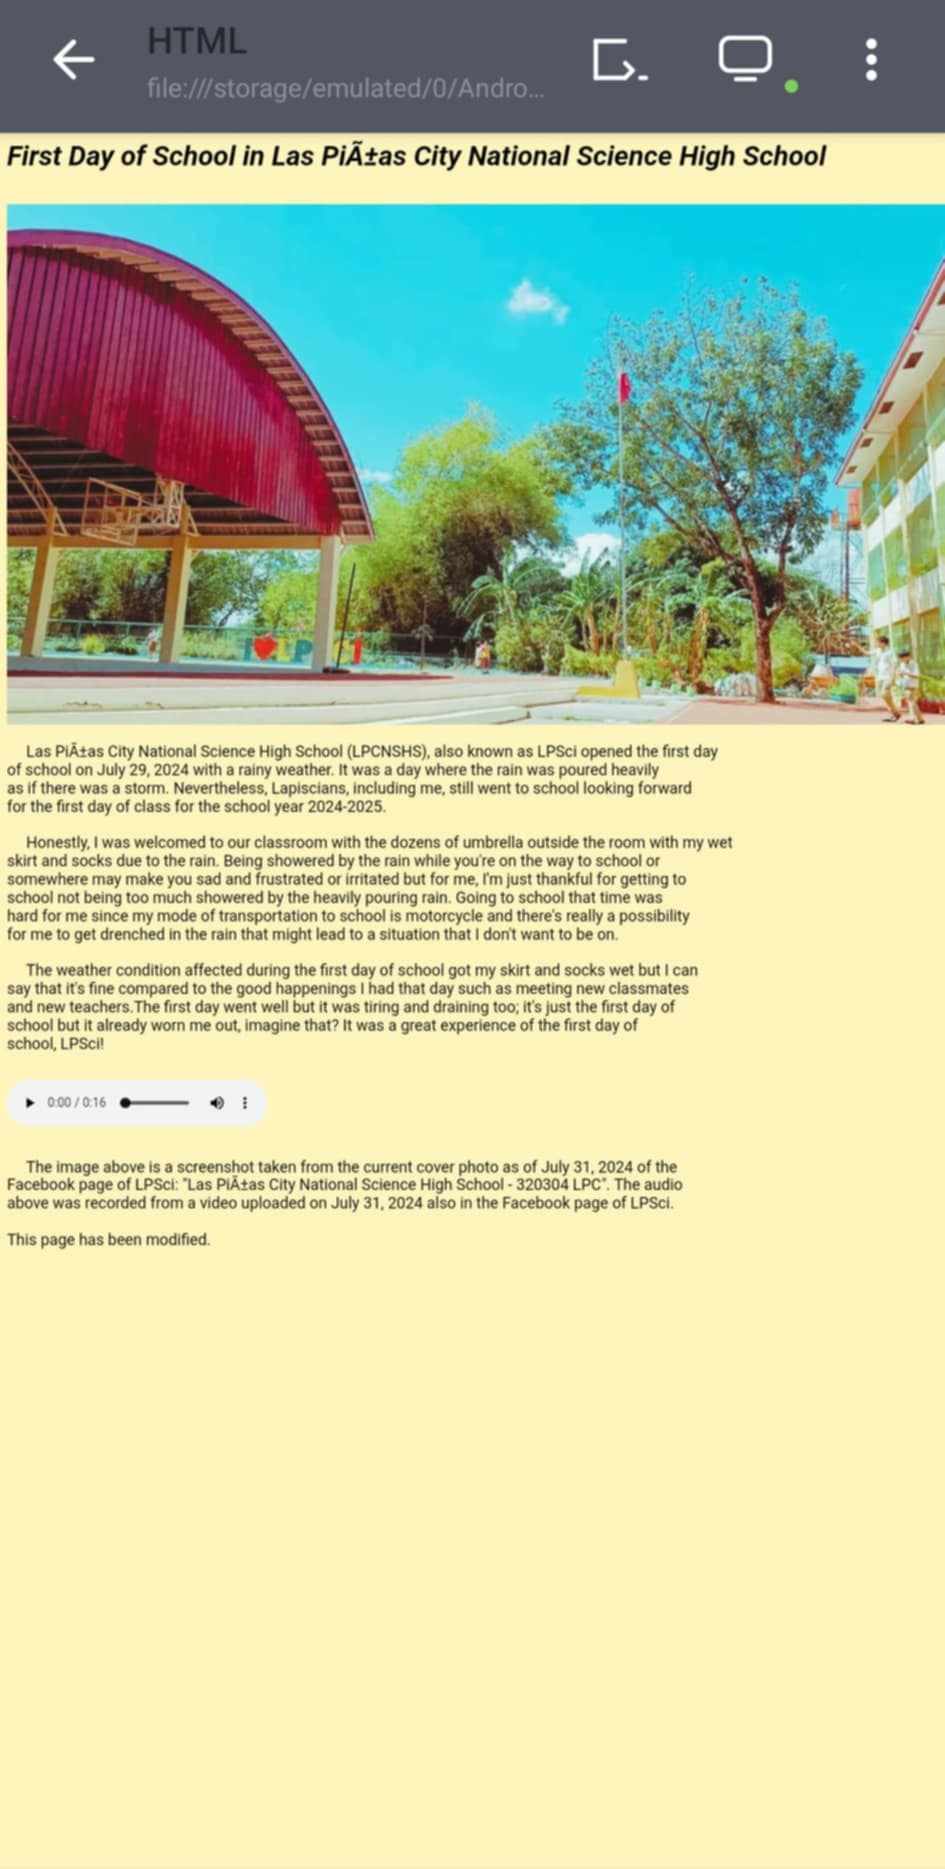 HTML
file:///storage/emulated/0/Andro...
First Day of School in Las PiÃ±as City National Science High School
Las PiÃ±as City National Science High School (LPCNSHS), also known as LPSci opened the first day
of school on July 29, 2024 with a rainy weather. It was a day where the rain was poured heavily
as if there was a storm. Nevertheless, Lapiscians, including me, still went to school looking forward
for the first day of class for the school year 2024-2025.
Honestly, I was welcomed to our classroom with the dozens of umbrella outside the room with my wet
skirt and socks due to the rain. Being showered by the rain while you're on the way to school or
somewhere may make you sad and frustrated or irritated but for me, I'm just thankful for getting to
school not being too much showered by the heavily pouring rain. Going to school that time was
hard for me since my mode of transportation to school is motorcycle and there's really a possibility
for me to get drenched in the rain that might lead to a situation that I don't want to be on.
The weather condition affected during the first day of school got my skirt and socks wet but I can
say that it's fine compared to the good happenings I had that day such as meeting new classmates
and new teachers.The first day went well but it was tiring and draining too; it's just the first day of
school but it already worn me out, imagine that? It was a great experience of the first day of
school, LPSci!
0:00 / 0:16
The image above is a screenshot taken from the current cover photo as of July 31, 2024 of the
Facebook page of LPSci: "Las PiÃ±as City National Science High School - 320304 LPC". The audio
above was recorded from a video uploaded on July 31, 2024 also in the Facebook page of LPSci.
This page has been modified.